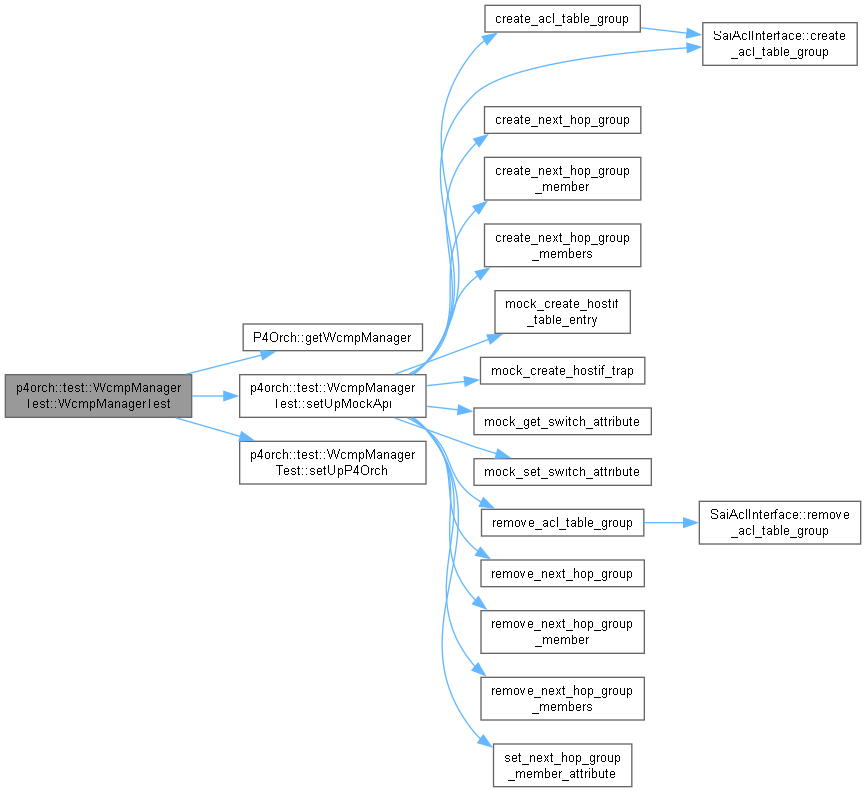 create_acl_table_group
SaiAclInterface::create
_acl_table_group
create_next_hop_group
create_next_hop_group
_member
create_next_hop_group
_members
mock_create_hostif
_table_entry
P4Orch::getWcmpManager
mock_create_hostif_trap
p4orch::test::WcmpManager
Test::WcmpManagerTest
p4orch::test::WcmpManager
Test::setUpMockApi
mock_get_switch_attribute
p4orch::test::WcmpManager
Test::setUpP4Orch
mock_set_switch_attribute
remove_acl_table_group
SaiAclInterface::remove
_acl_table_group
remove_next_hop_group
remove_next_hop_group
_member
remove_next_hop_group
_members
set_next_hop_group
_member_attribute